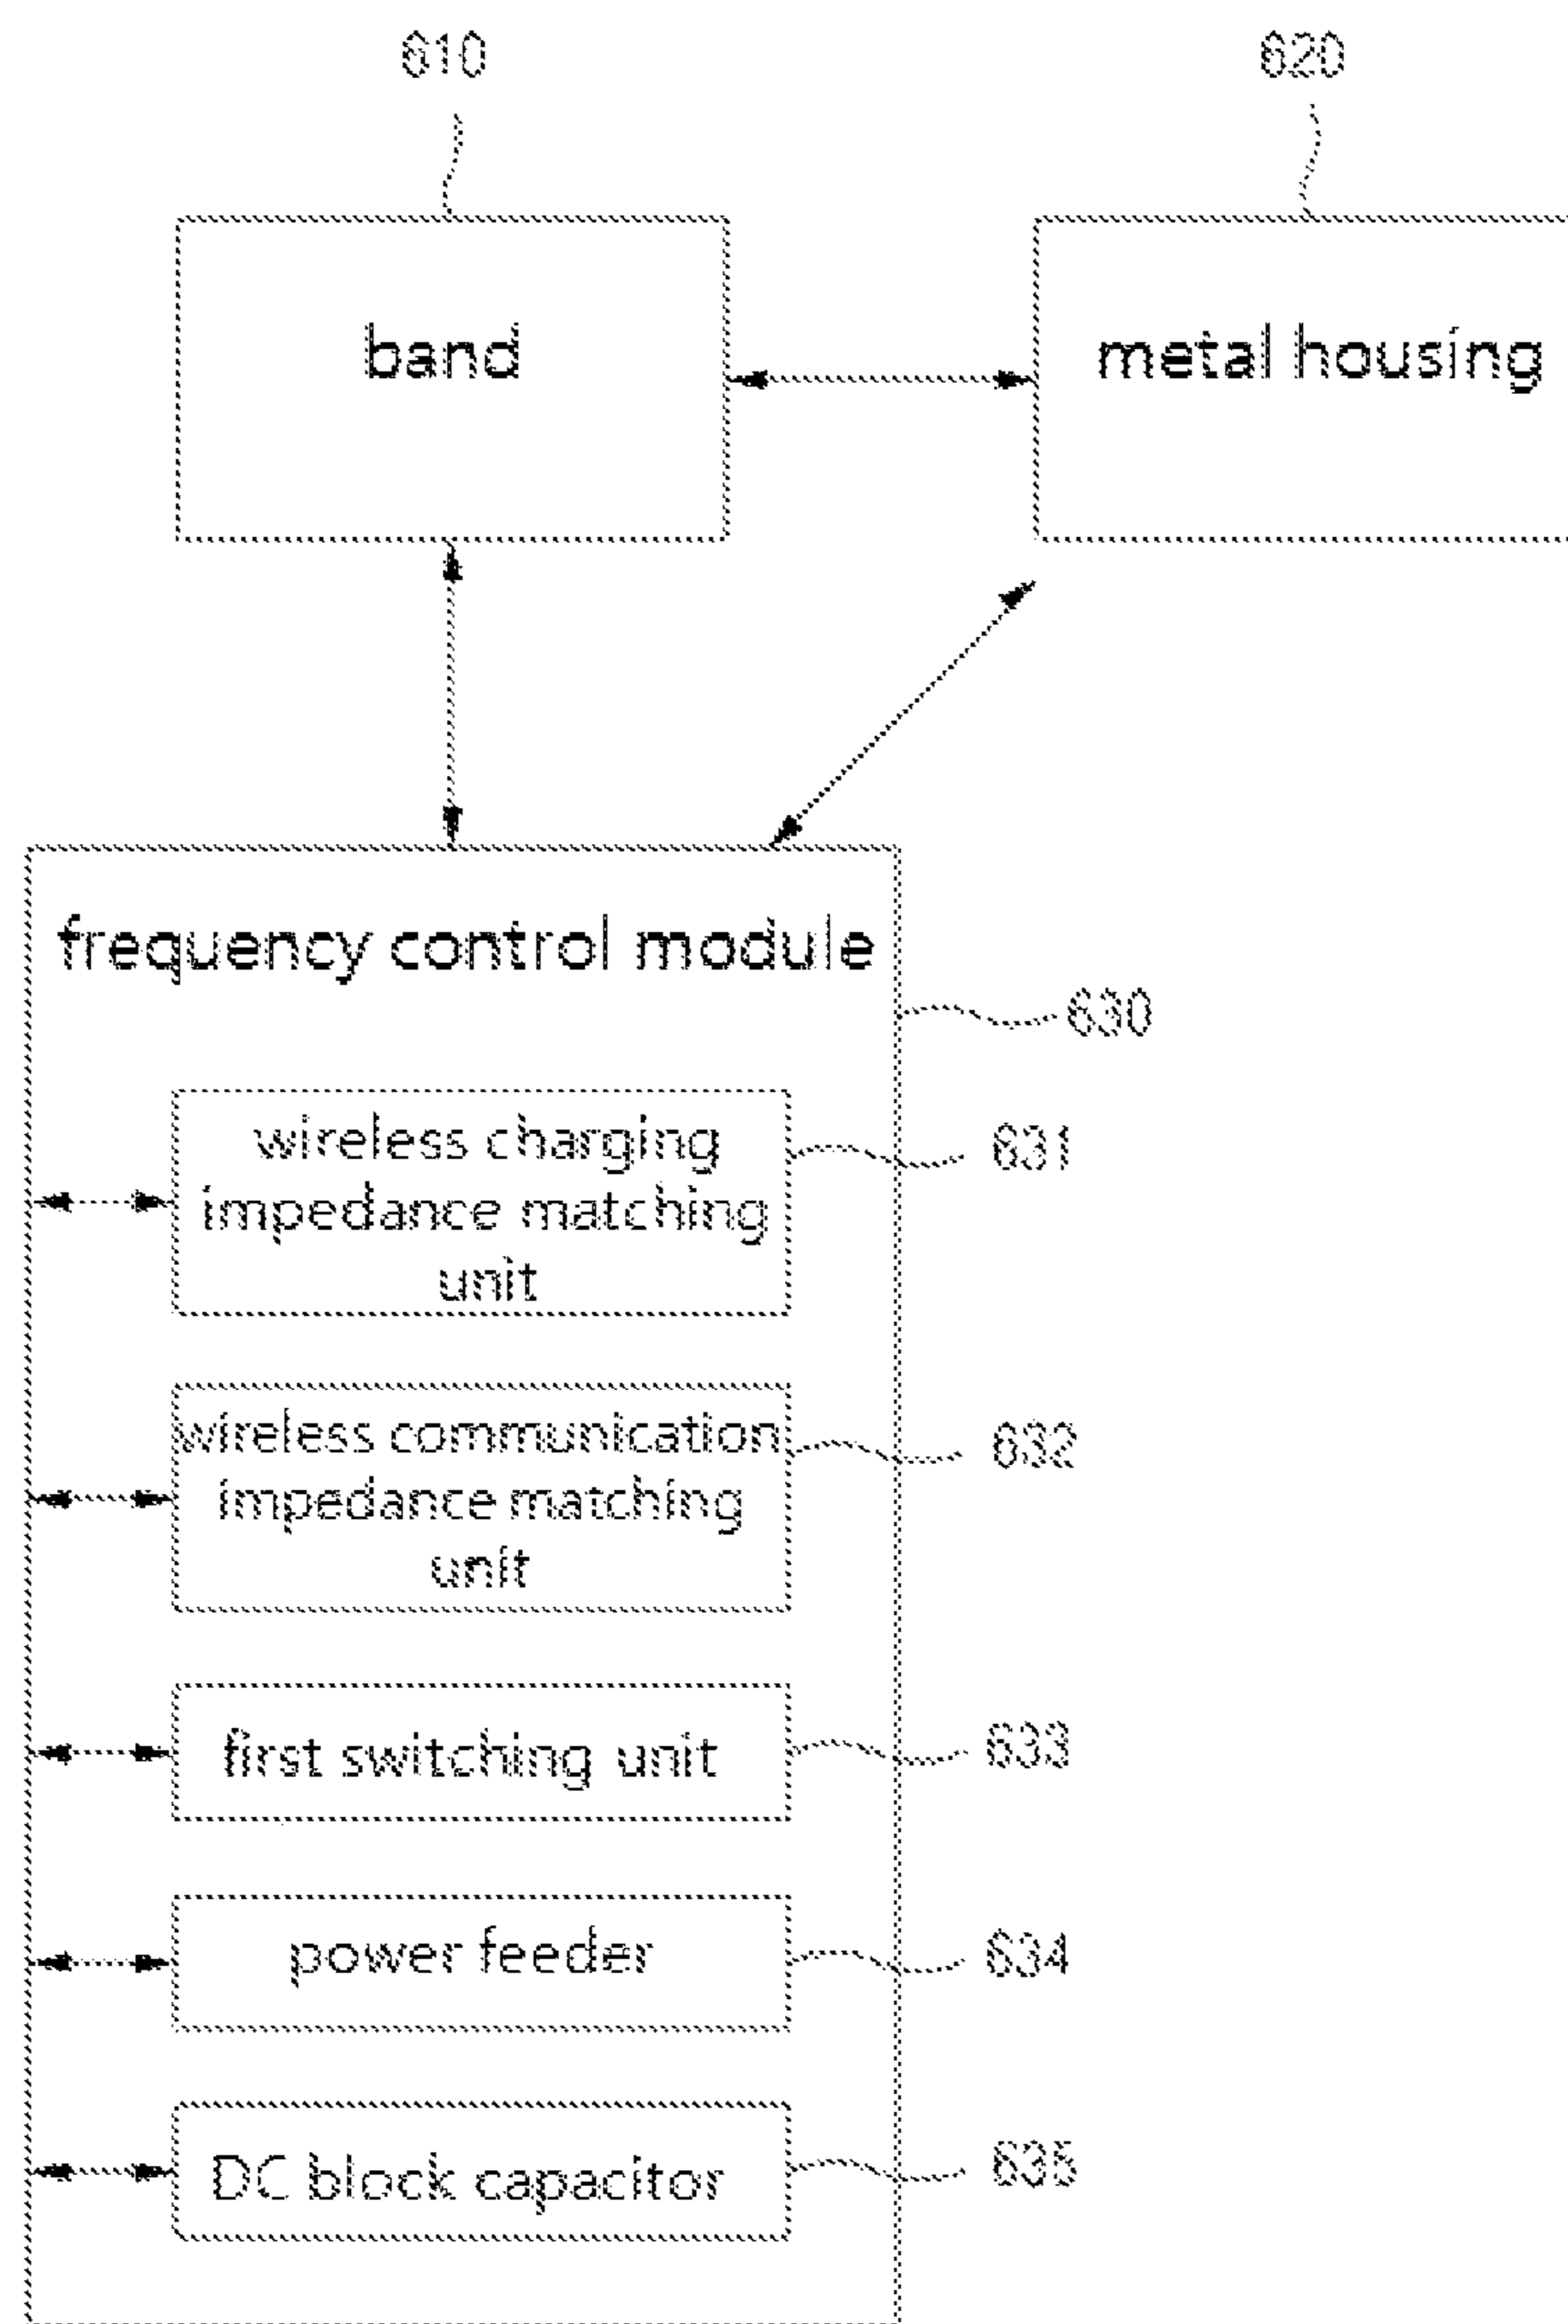 610
620
band
metal housing
frequency control module
630
wireless charging
impedance matching
unit
631
wireless communication
impedance matching
unit
632
first switching unit
633
power feeder
634
DC block capacitor
635